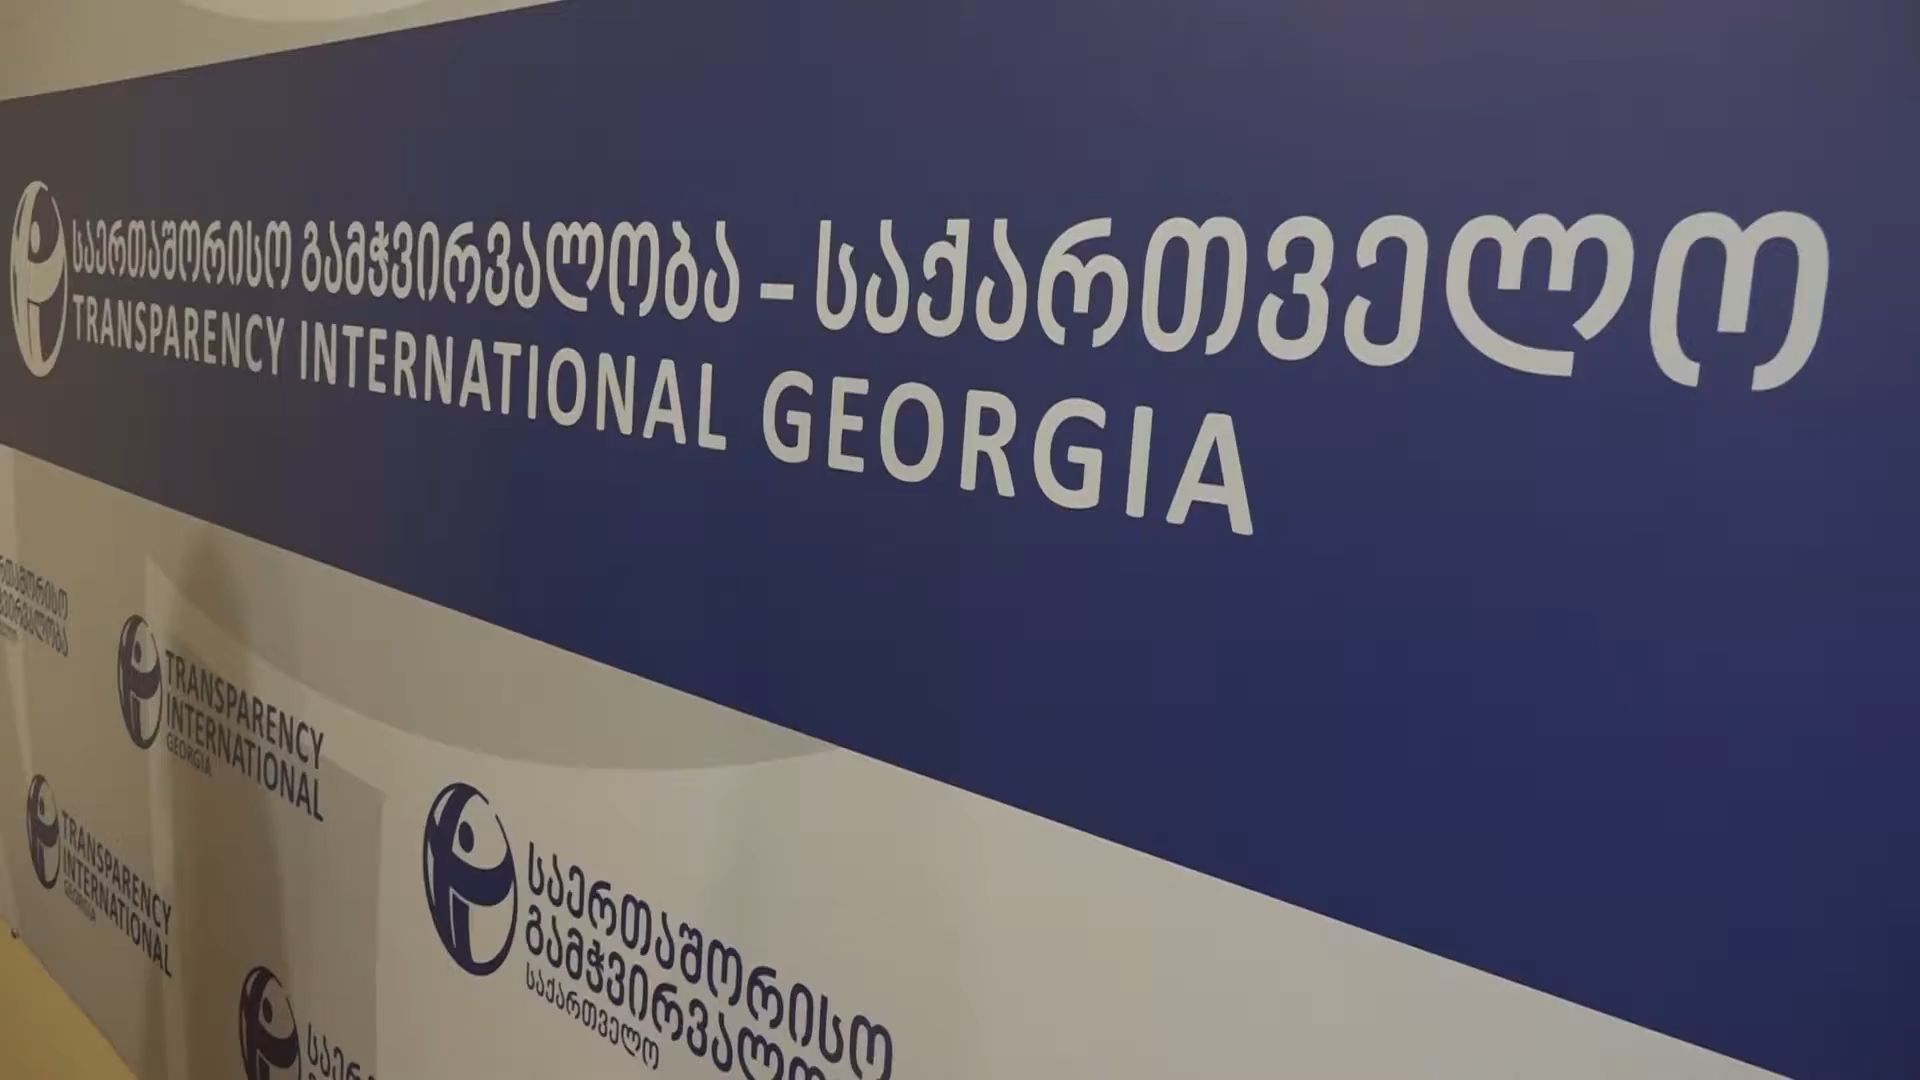 საერთაშორისო გამჭვირვალობა – საქართველო
TRANSPARENCY INTERNATIONAL GEORGIA
TRANSPARENCY
INTERNATIONAL
GEORGIA
TRANSPARENCY
INTERNATIONAL
GEORGIA
საერთაშორისო
გამჭვირვალო
საქართველო